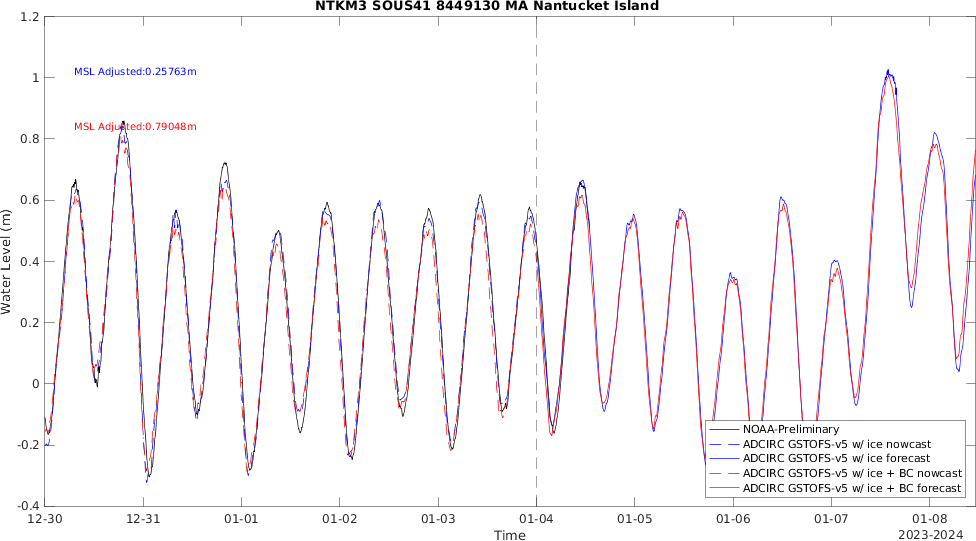 NTKM3 SOUS41 8449130 MA Nantucket Island
1.2
1
0.8
0.6
0.4
0.2
0
-0.2
-0.4
Water Level (m)
MSL Adjusted:0.25763m
MSL Adjusted:0.79048m
NOAA-Preliminary
ADCIRC GSTOFS-v5 w/ ice nowcast
ADCIRC GSTOFS-v5 w/ ice forecast
ADCIRC GSTOFS-v5 w/ ice + BC nowcast
ADCIRC GSTOFS-v5 w/ ice + BC forecast
12-30 12-31 01-01 01-02 01-03 01-04 01-05 01-06 01-07 01-08
2023-2024
Time